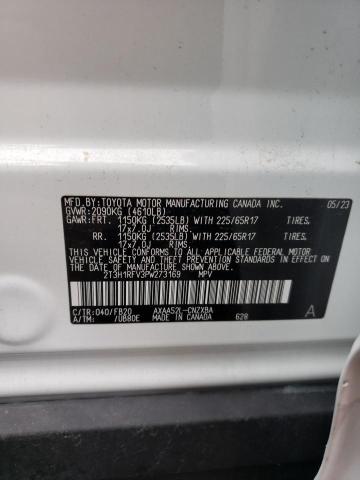 MFD.BY:TOYOTA MOTOR MANUFACTURING CANADA INC. 05/23
GVWR:2090KG (4610LB)
GAWR:FRT. 1150KG (2535LB) WITH 225/65R17 TIRES.
17x7.0J RIMS.
RR. 1150KG (2535LB) WITH 225/65R17 TIRES.
17x7.0J RIMS.
THIS VEHICLE CONFORMS TO ALL APPLICABLE
FEDERAL MOTOR VEHICLE SAFETY AND BUMPER
STANDARDS IN EFFECT ON THE DATE OF
MANUFACTURE SHOWN ABOVE.
2T3H1RFV3PW273169 MPV
C/TR:040/FB20 AXAA52L-CNZXBA A
A/TM: /UB80E MADE IN CANADA 628